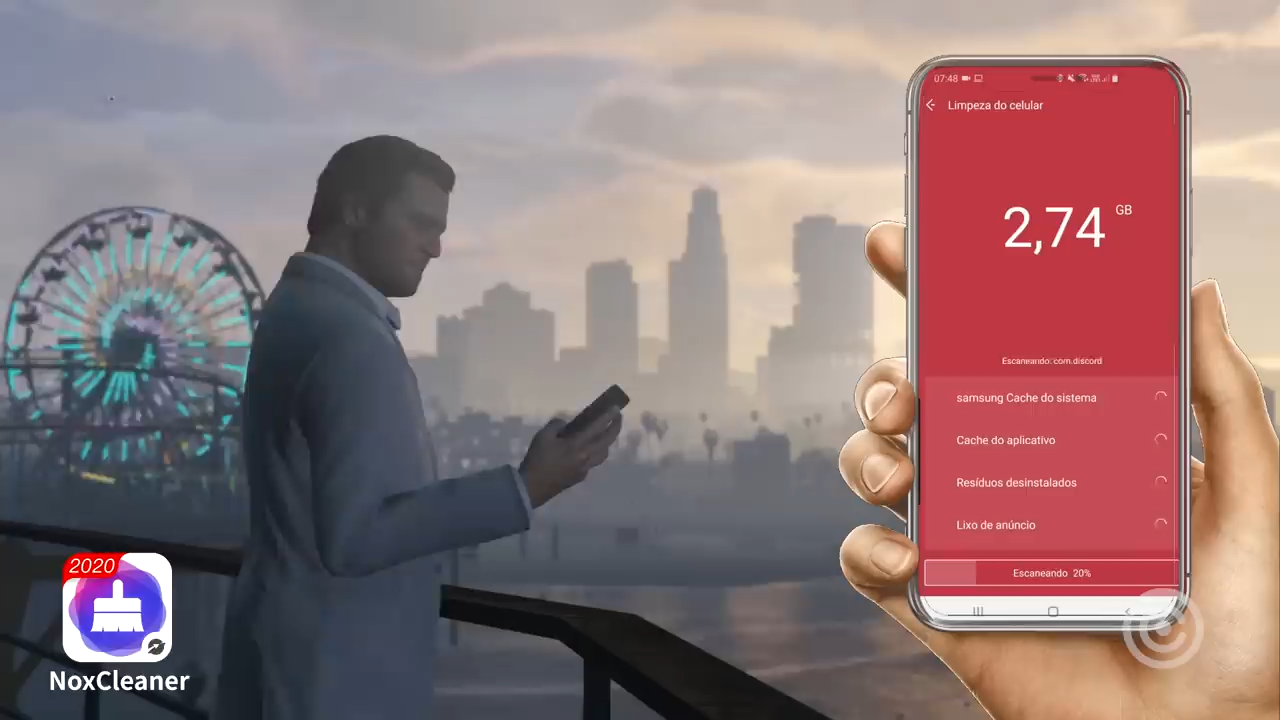 07:48
Limpeza do celular
2,74 GB
Escaneando: com.discord
samsung Cache do sistema
Cache do aplicativo
Resíduos desinstalados
Lixo de anúncio
Escaneando 20%
2020
NoxCleaner